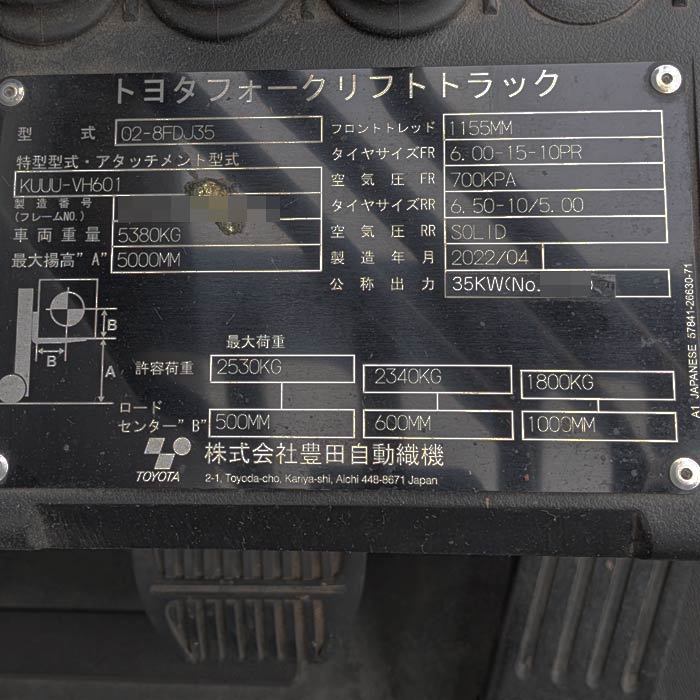 トヨタフォークリフトトラック
型式 02-8FDJ35
特型型式・アタッチメント型式
KUUU-VH601
製造番号
(フレームNO.)
車両重量 5380KG
最大揚高"A" 5000MM
フロントトレッド 1155MM
タイヤサイズFR 6.00-15-10PR
空気圧 FR 700KPA
タイヤサイズRR 6.50-10/5.00
空気圧 RR SOLID
製造年月 2022/04
公称出力 35KW(No.
B
B
A
最大荷重
許容荷重 2530KG 2340KG 1800KG
ロード
センター"B" 500MM 600MM 1000MM
TOYOTA
株式会社豊田自動織機
2-1, Toyoda-cho, Kariya-shi, Aichi 448-8671 Japan
A1 JAPANESE 57841-26630-71